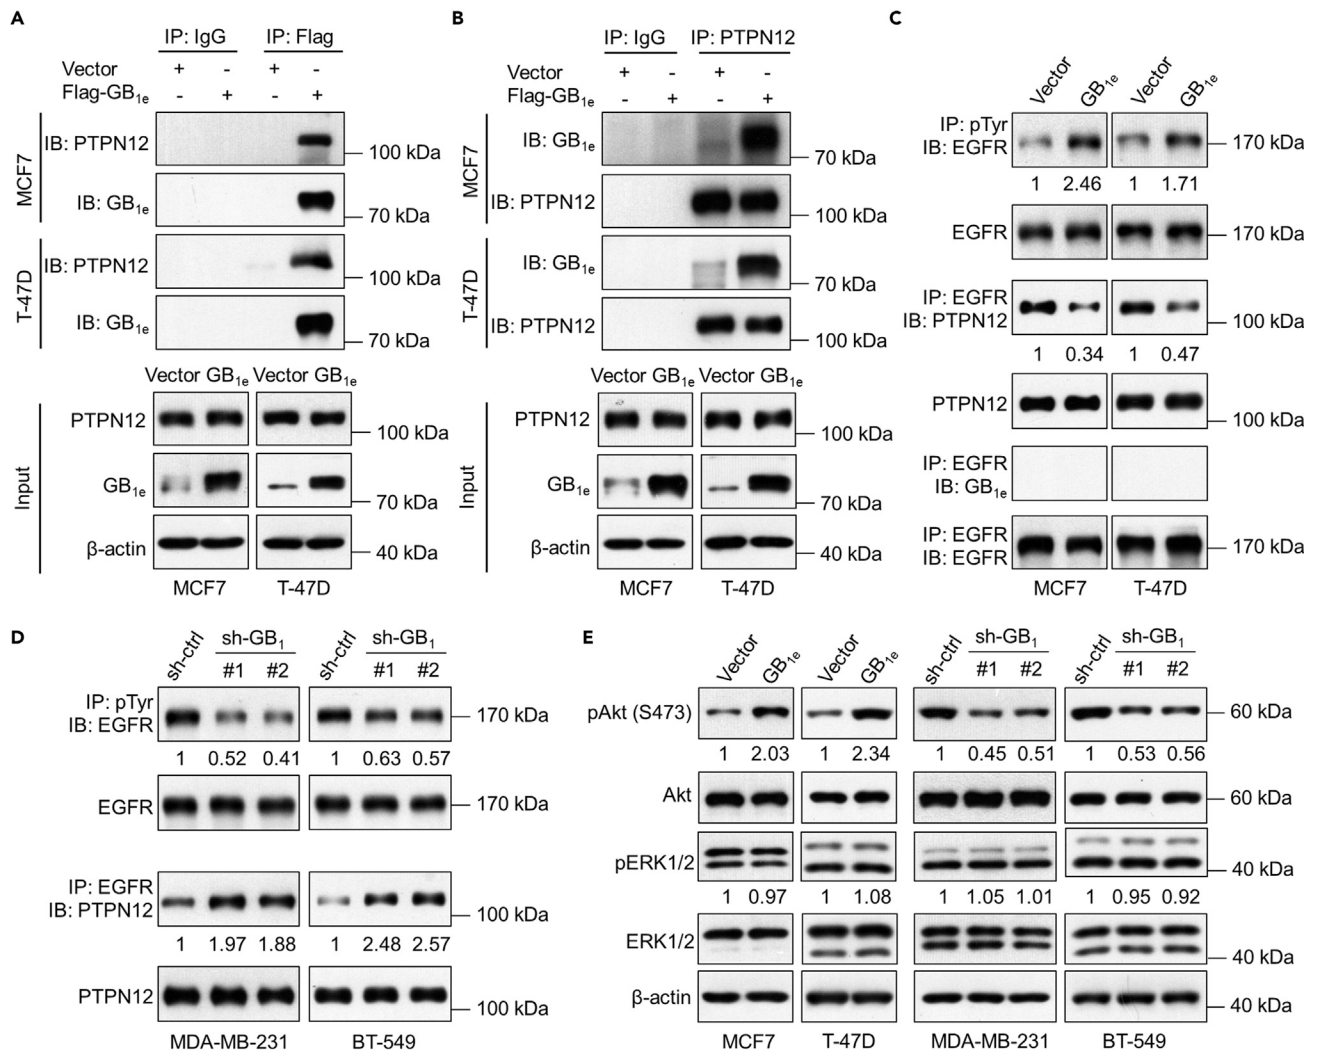 A
IP: IgG IP: Flag
Vector + - + -
Flag-GB1e - + - +
MCF7
IB: PTPN12 100 kDa
IB: GB1e 70 kDa
T-47D
IB: PTPN12 100 kDa
IB: GB1e 70 kDa
Vector GB1e Vector GB1e
Input
PTPN12 100 kDa
GB1e 70 kDa
β-actin 40 kDa
MCF7 T-47D
B
IP: IgG IP: PTPN12
Vector + - + -
Flag-GB1e - + - +
MCF7
IB: GB1e 70 kDa
IB: PTPN12 100 kDa
T-47D
IB: GB1e 70 kDa
IB: PTPN12 100 kDa
Vector GB1e Vector GB1e
Input
PTPN12 100 kDa
GB1e 70 kDa
β-actin 40 kDa
MCF7 T-47D
C
Vector GB1e Vector GB1e
IP: pTyr
IB: EGFR 170 kDa
1 2.46 1 1.71
EGFR 170 kDa
IP: EGFR
IB: PTPN12 100 kDa
1 0.34 1 0.47
PTPN12 100 kDa
IP: EGFR
IB: GB1e
IP: EGFR
IB: EGFR 170 kDa
MCF7 T-47D
D
sh-ctrl sh-GB1 sh-ctrl sh-GB1
#1 #2 #1 #2
IP: pTyr
IB: EGFR 170 kDa
1 0.52 0.41 1 0.63 0.57
EGFR 170 kDa
IP: EGFR
IB: PTPN12 100 kDa
1 1.97 1.88 1 2.48 2.57
PTPN12 100 kDa
MDA-MB-231 BT-549
E
Vector GB1e Vector GB1e sh-ctrl sh-GB1 sh-ctrl sh-GB1
#1 #2 #1 #2
pAkt (S473) 60 kDa
1 2.03 1 2.34 1 0.45 0.51 1 0.53 0.56
Akt 60 kDa
pERK1/2 40 kDa
1 0.97 1 1.08 1 1.05 1.01 1 0.95 0.92
ERK1/2 40 kDa
β-actin 40 kDa
MCF7 T-47D MDA-MB-231 BT-549